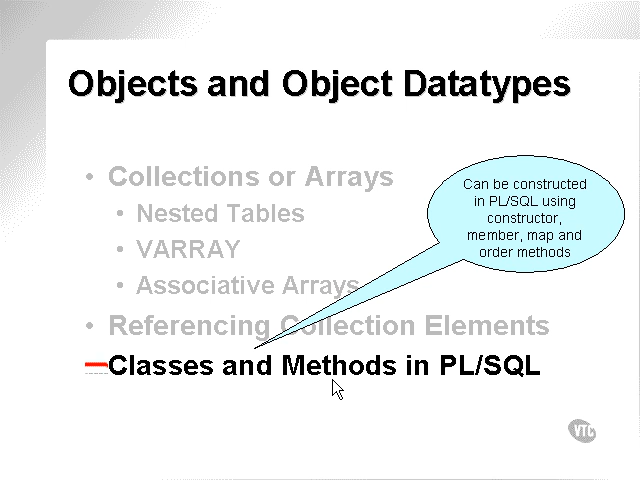 Objects and Object Datatypes
• Collections or Arrays
• Nested Tables
• VARRAY
• Associative Arrays
• Referencing Collection Elements
Classes and Methods in PL/SQL
Can be constructed
in PL/SQL using
constructor,
member, map and
order methods
VTC